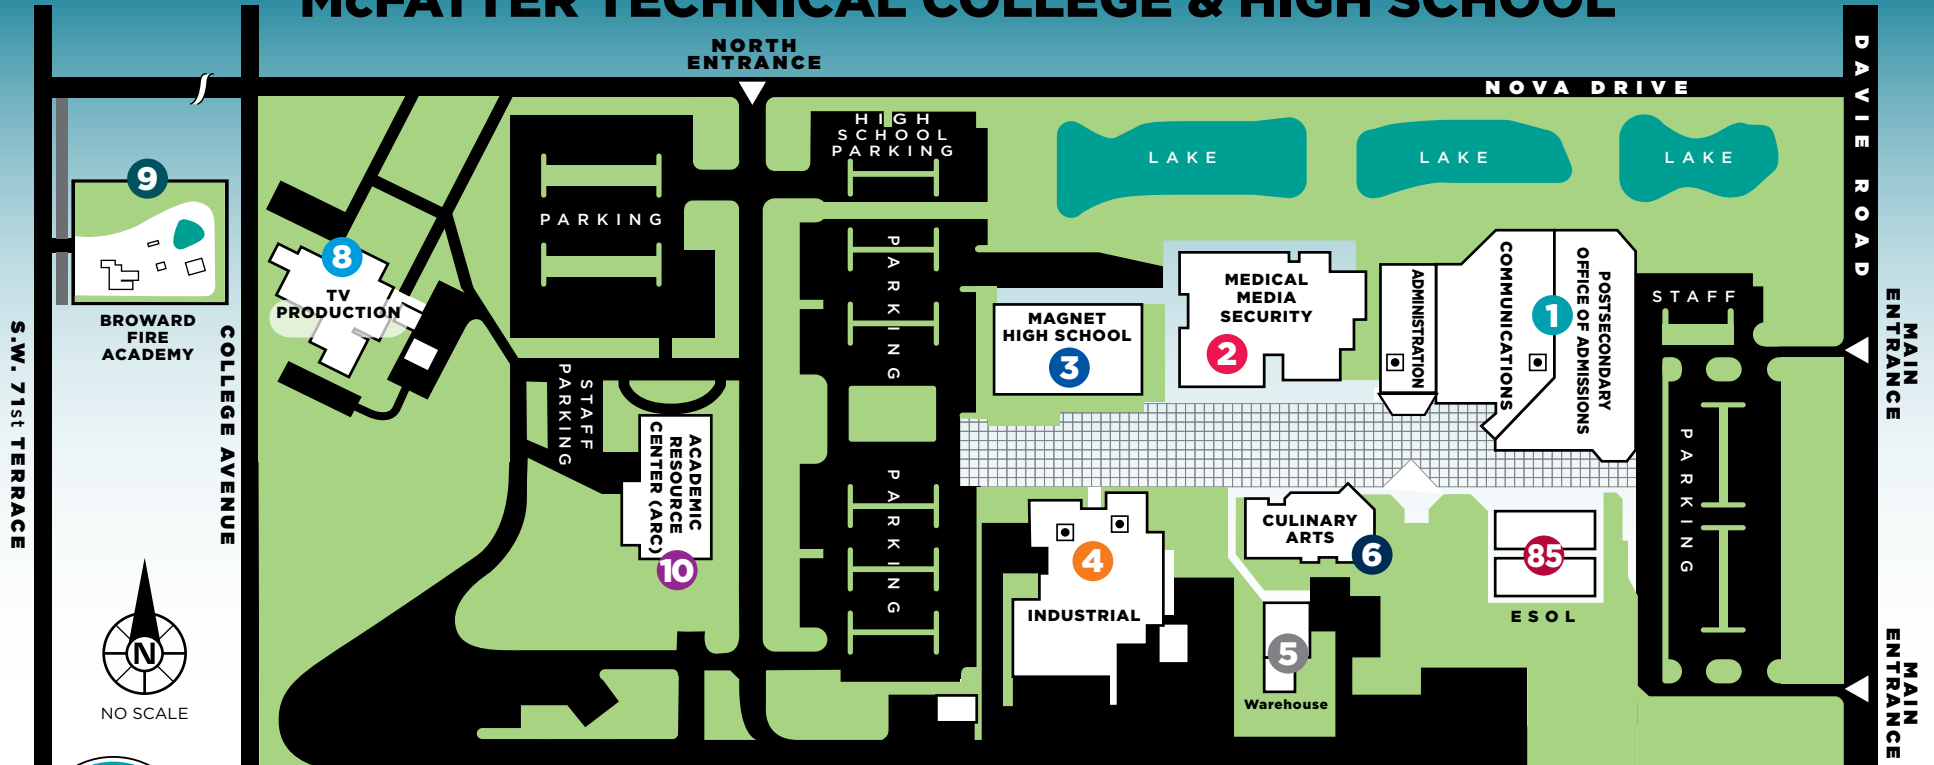 McFATTER TECHNICAL COLLEGE & HIGH SCHOOL
NORTH
ENTRANCE
NOVA DRIVE
DAVIE ROAD
HIGH
SCHOOL
PARKING
LAKE
LAKE
LAKE
9
BROWARD
FIRE
ACADEMY
S.W. 71st TERRACE
COLLEGE AVENUE
8
TV
PRODUCTION
PARKING
PARKING
STAFF
PARKING
MAGNET
HIGH SCHOOL
3
MEDICAL
MEDIA
SECURITY
2
ADMINISTRATION
COMMUNICATIONS
1
POSTSECONDARY
OFFICE OF ADMISSIONS
STAFF
MAIN
ENTRANCE
ACADEMIC
RESOURCE
CENTER (ARC)
10
PARKING
4
INDUSTRIAL
CULINARY
ARTS
6
85
ESOL
PARKING
5
Warehouse
MAIN
ENTRANCE
N
NO SCALE